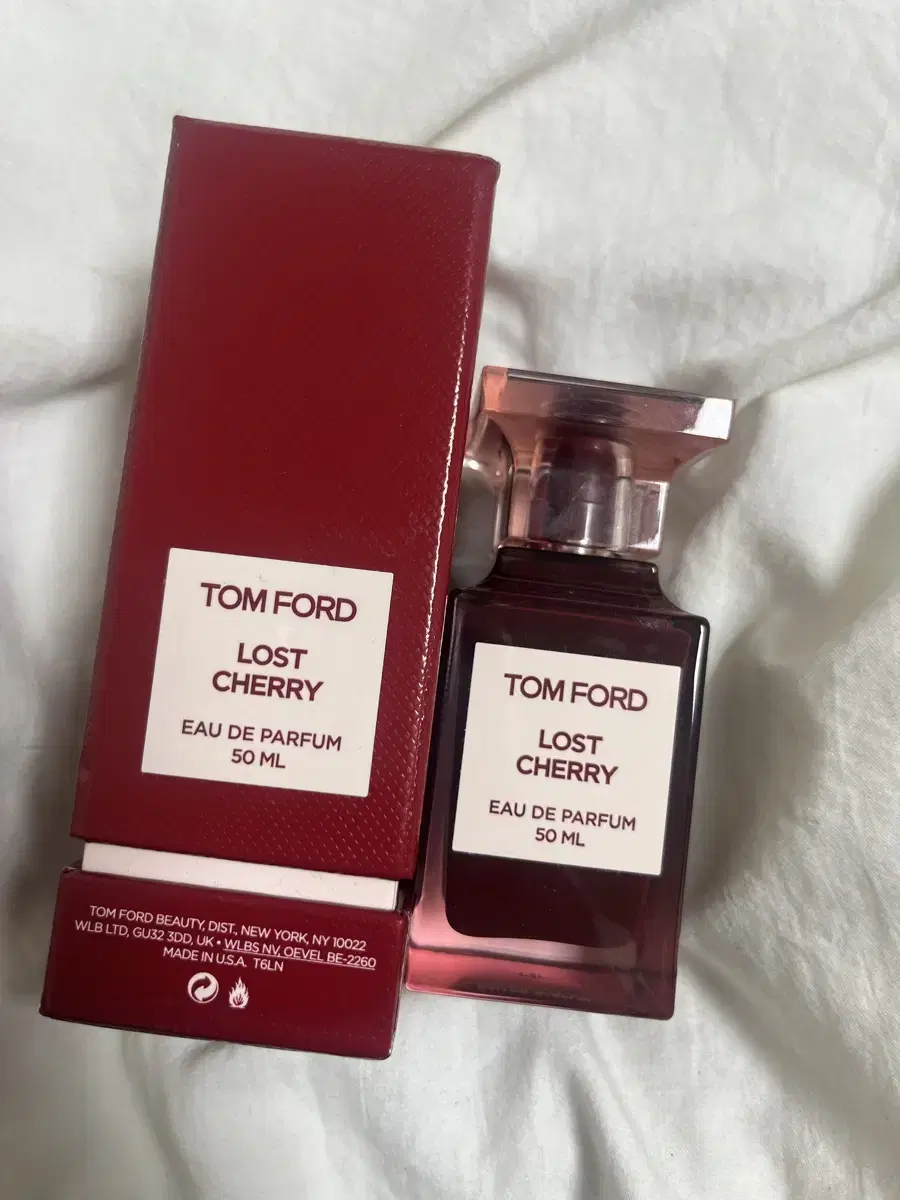 TOM FORD
LOST
CHERRY
EAU DE PARFUM
50 ML
TOM FORD BEAUTY, DIST, NEW YORK, NY 10022
WLB LTD, GU32 3DD, UK • WLBS NV, OEVEL BE-2260
MADE IN U.S.A. T6LN
TOM FORD
LOST
CHERRY
EAU DE PARFUM
50 ML